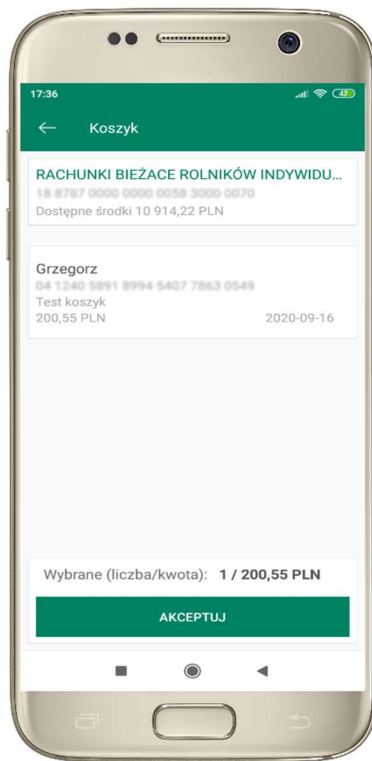 17:36
47
Koszyk
RACHUNKI BIEŻACE ROLNIKÓW INDYWIDU...
18 8787 0000 0000 0058 3000 0070
Dostępne środki 10 914,22 PLN
Grzegorz
04 1240 5891 8994 5407 7863 0549
Test koszyk
200,55 PLN 2020-09-16
Wybrane (liczba/kwota): 1 / 200,55 PLN
AKCEPTUJ